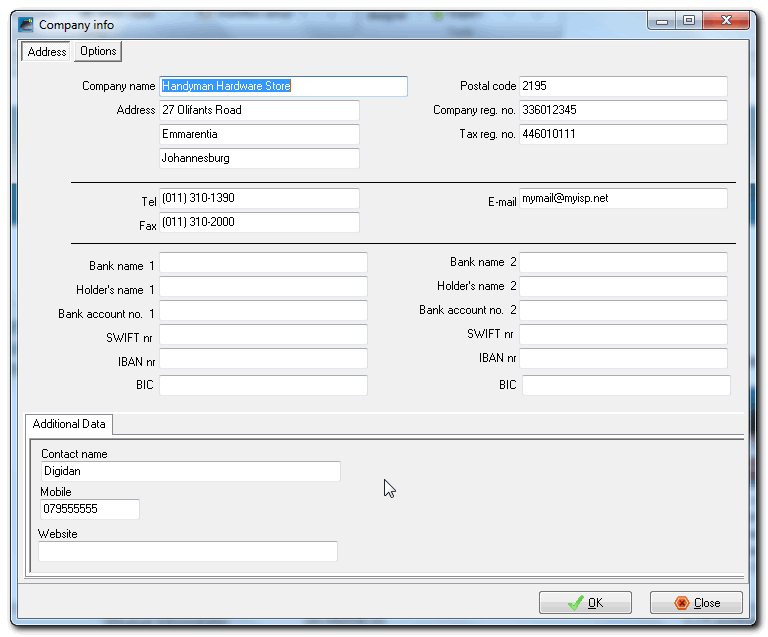 Company info
Address Options
Company name Handyman Hardware Store Postal code 2195
Address 27 Olifants Road Company reg. no. 336012345
Emmarentia Tax reg. no. 446010111
Johannesburg
Tel (011) 310-1390 E-mail mymail@myisp.net
Fax (011) 310-2000
Bank name 1 Bank name 2
Holder's name 1 Holder's name 2
Bank account no. 1 Bank account no. 2
SWIFT nr SWIFT nr
IBAN nr IBAN nr
BIC BIC
Additional Data
Contact name
Digidan
Mobile
079555555
Website
OK Close